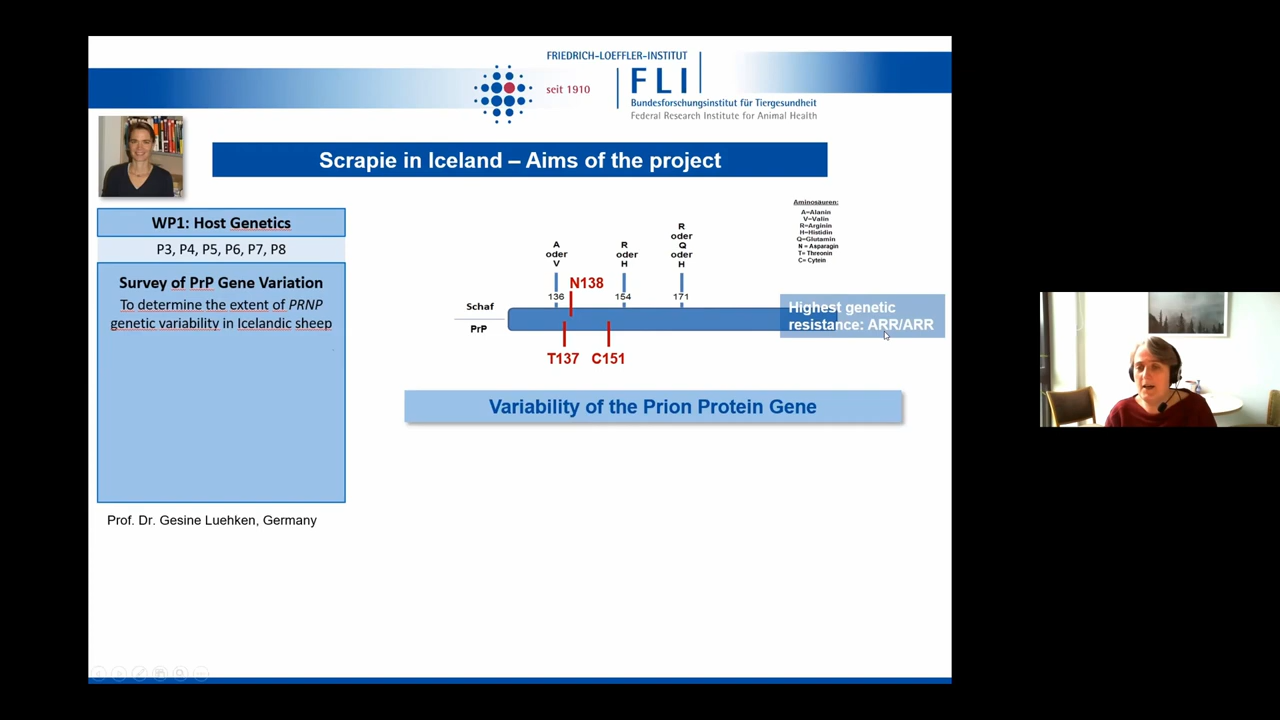 FRIEDRICH-LOEFFLER-INSTITUT
FLI
seit 1910
Bundesforschungsinstitut für Tiergesundheit
Federal Research Institute for Animal Health
Scrapie in Iceland – Aims of the project
WP1: Host Genetics
P3, P4, P5, P6, P7, P8
Survey of PrP Gene Variation
To determine the extent of PRNP
genetic variability in Icelandic sheep
Prof. Dr. Gesine Luehken, Germany
Aminosäuren:
A=Alanin
V=Valin
R=Arginin
H=Histidin
Q=Glutamin
N = Asparagin
T= Threonin
C= Cytein
A
oder
V
R
oder
H
R
oder
Q
oder
H
N138
136
154
171
Schaf
PrP
T137
C151
Highest genetic
resistance: ARR/ARR
Variability of the Prion Protein Gene